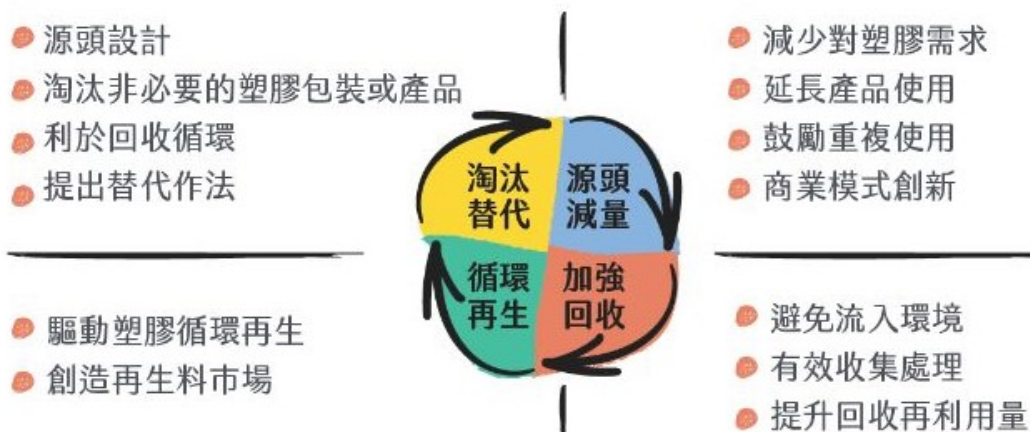 源頭設計
淘汰非必要的塑膠包裝或產品
利於回收循環
提出替代作法
減少對塑膠需求
延長產品使用
鼓勵重複使用
商業模式創新
淘汰
替代
源頭
減量
循環
再生
加強
回收
驅動塑膠循環再生
創造再生料市場
避免流入環境
有效收集處理
提升回收再利用量